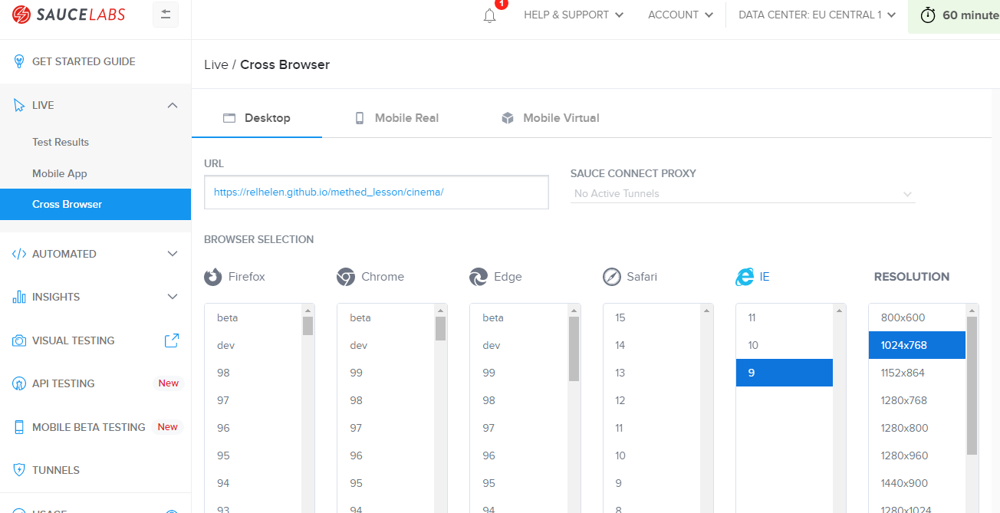 SAUCELABS
1
HELP & SUPPORT
ACCOUNT
DATA CENTER: EU CENTRAL 1
60 minute
GET STARTED GUIDE
LIVE
Test Results
Mobile App
Cross Browser
AUTOMATED
INSIGHTS
VISUAL TESTING
API TESTING New
MOBILE BETA TESTING New
TUNNELS
USAGE
Live / Cross Browser
Desktop
Mobile Real
Mobile Virtual
URL
https://relhelen.github.io/methed_lesson/cinema/
SAUCE CONNECT PROXY
No Active Tunnels
BROWSER SELECTION
Firefox
beta
dev
98
97
96
95
94
93
Chrome
beta
dev
99
98
97
96
95
94
Edge
beta
dev
99
98
97
96
95
94
Safari
15
14
13
12
11
10
9
8
IE
11
10
9
RESOLUTION
800x600
1024x768
1152x864
1280x768
1280x800
1280x960
1440x900
1280x1024